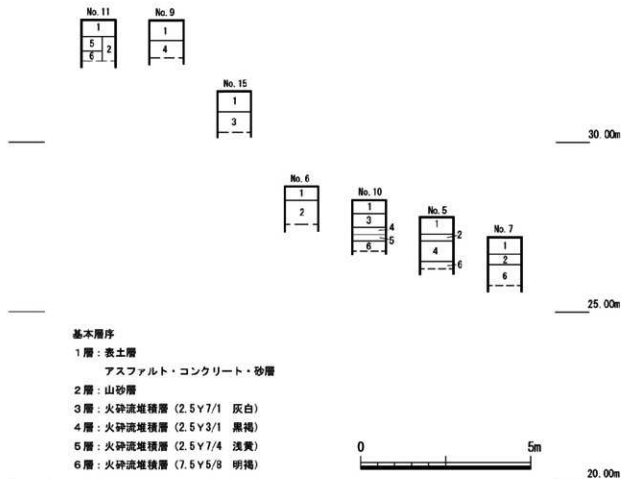 No. 11
No. 9
1
5
2
6
1
4
No. 15
1
3
30.00m
No. 6
1
2
No. 10
1
3
4
5
6
No. 5
1
2
4
6
No. 7
1
2
6
25.00m
基本層序
1層：表土層
アスファルト・コンクリート・砂層
2層：山砂層
3層：火砕流堆積層（2.5Y7/1　灰白）
4層：火砕流堆積層（2.5Y3/1　黒褐）
5層：火砕流堆積層（2.5Y7/4　浅黄）
6層：火砕流堆積層（7.5Y5/8　明褐）
0
5m
20.00m